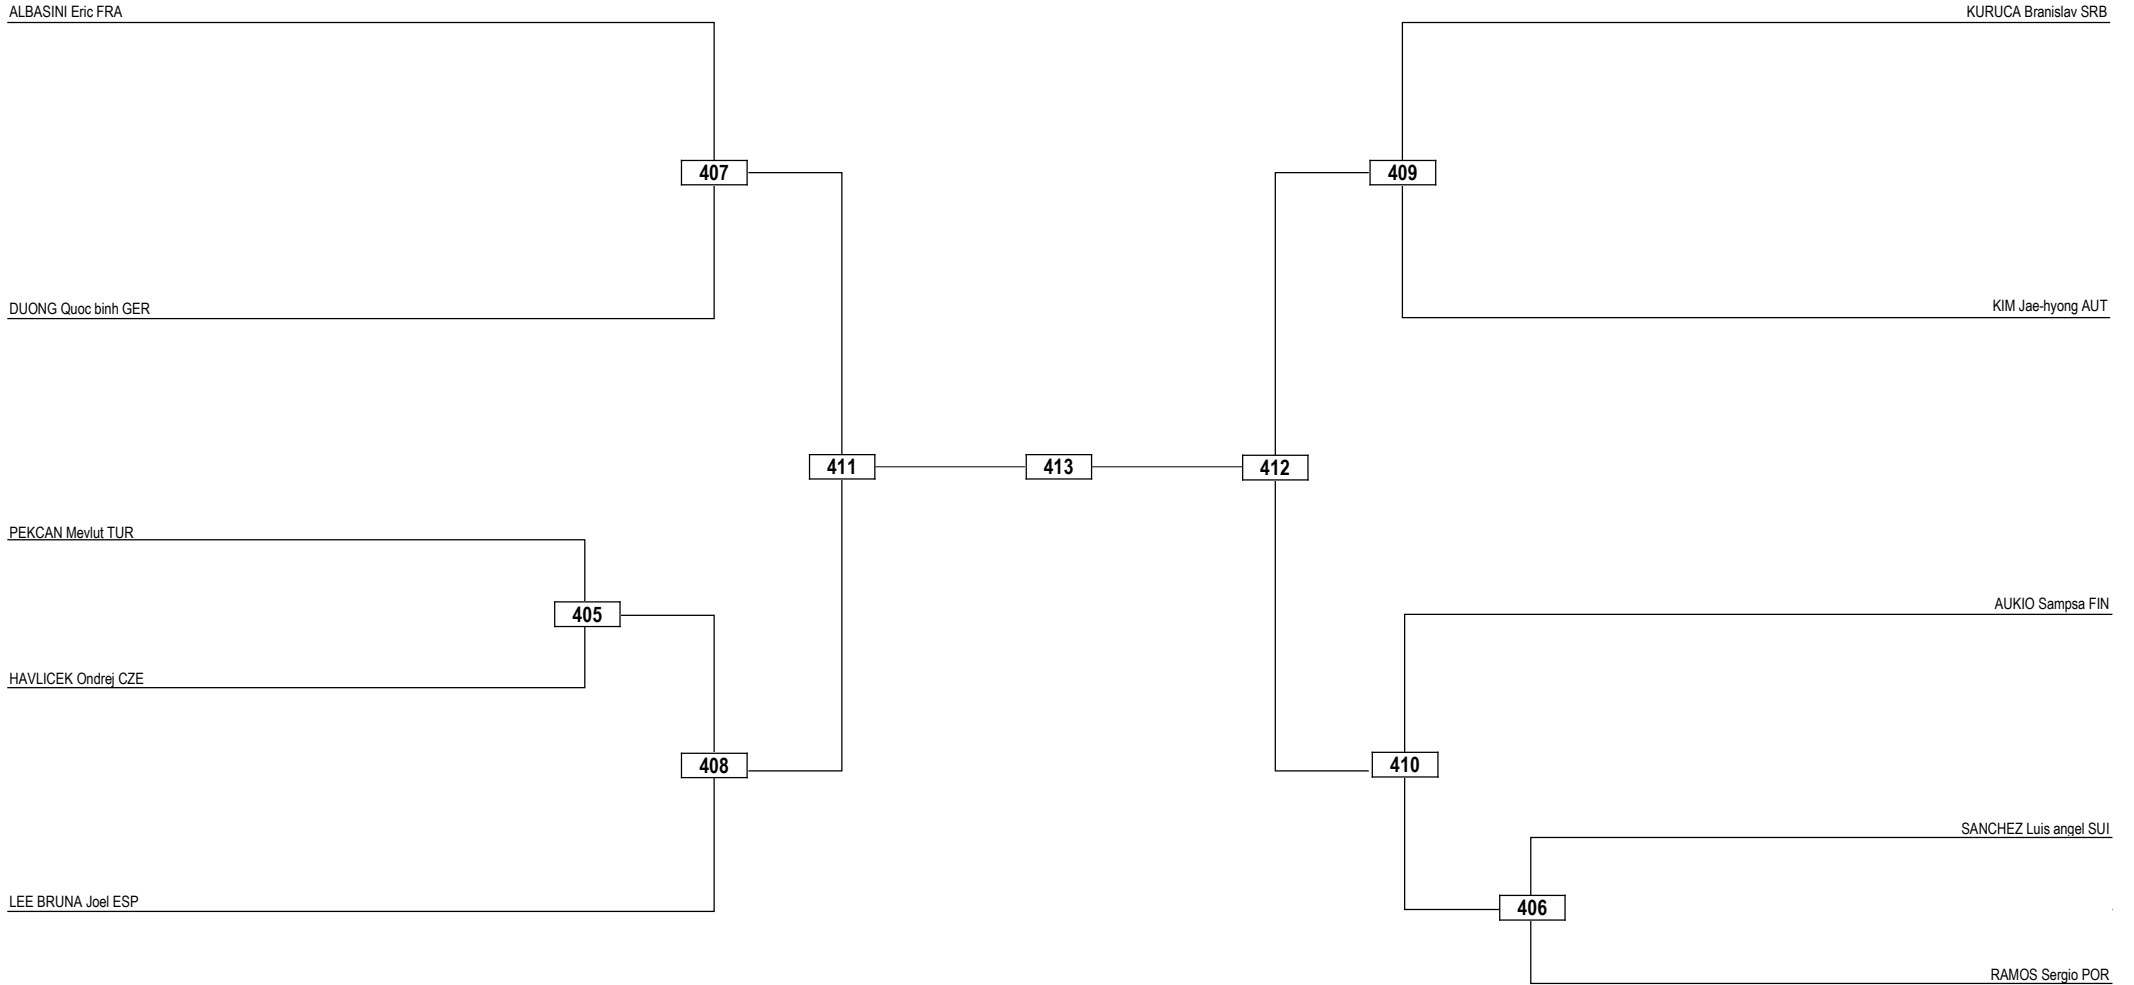 ALBASINI Eric FRA
KURUCA Branislav SRB
407
409
DUONG Quoc binh GER
KIM Jae-hyong AUT
411
413
412
PEKCAN Mevlut TUR
405
AUKIO Sampsa FIN
HAVLICEK Ondrej CZE
408
410
SANCHEZ Luis angel SUI
LEE BRUNA Joel ESP
406
RAMOS Sergio POR